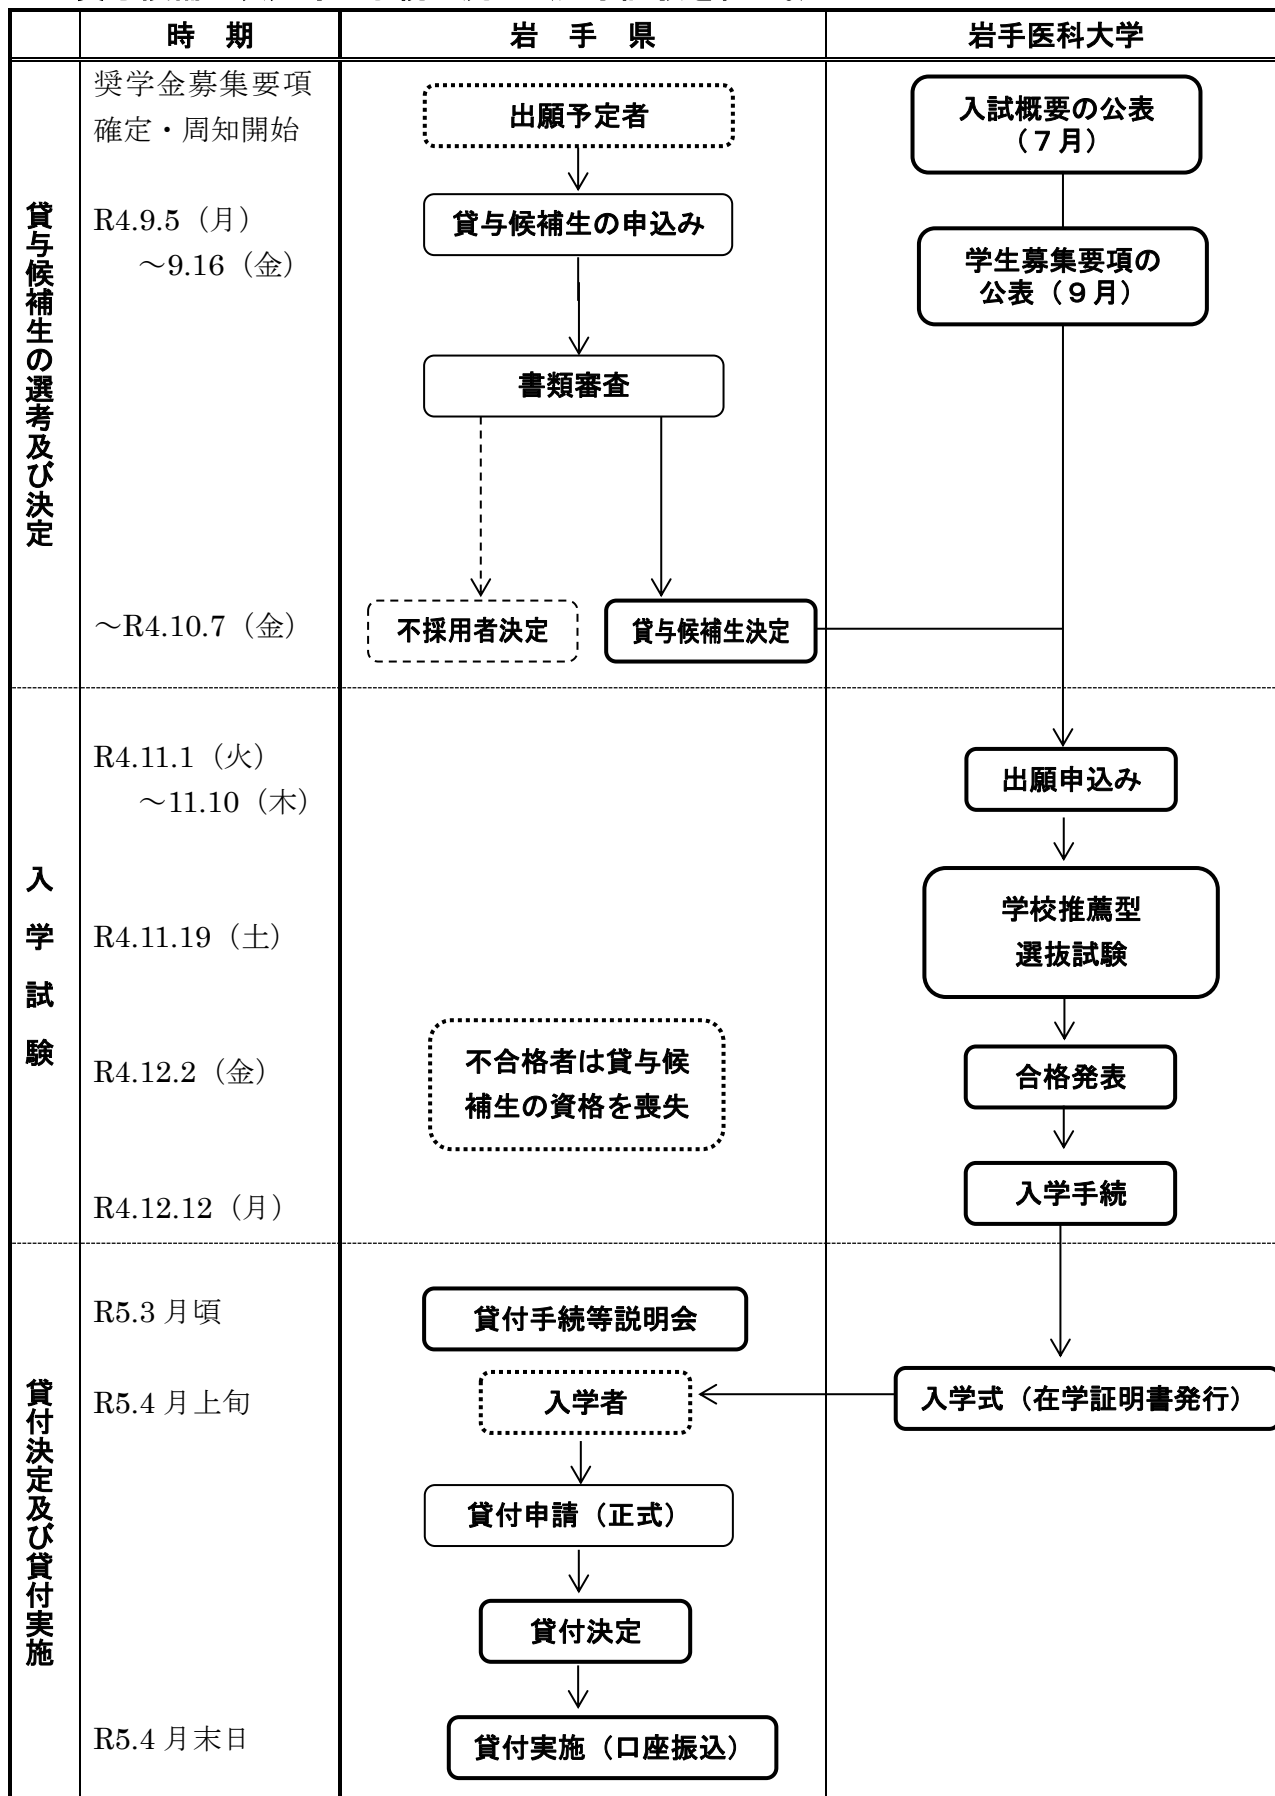 時　期
岩　手　県
岩手医科大学
貸与候補生の選考及び決定
奨学金募集要項
確定・周知開始
出願予定者
入試概要の公表
（７月）
R4.9.5（月）
～9.16（金）
貸与候補生の申込み
学生募集要項の
公表（９月）
書類審査
～R4.10.7（金）
不採用者決定
貸与候補生決定
入学試験
R4.11.1（火）
～11.10（木）
出願申込み
R4.11.19（土）
学校推薦型
選抜試験
R4.12.2（金）
不合格者は貸与候
補生の資格を喪失
合格発表
R4.12.12（月）
入学手続
貸付決定及び貸付実施
R5.3 月頃
貸付手続等説明会
R5.4 月上旬
入学者
入学式（在学証明書発行）
貸付申請（正式）
貸付決定
R5.4 月末日
貸付実施（口座振込）